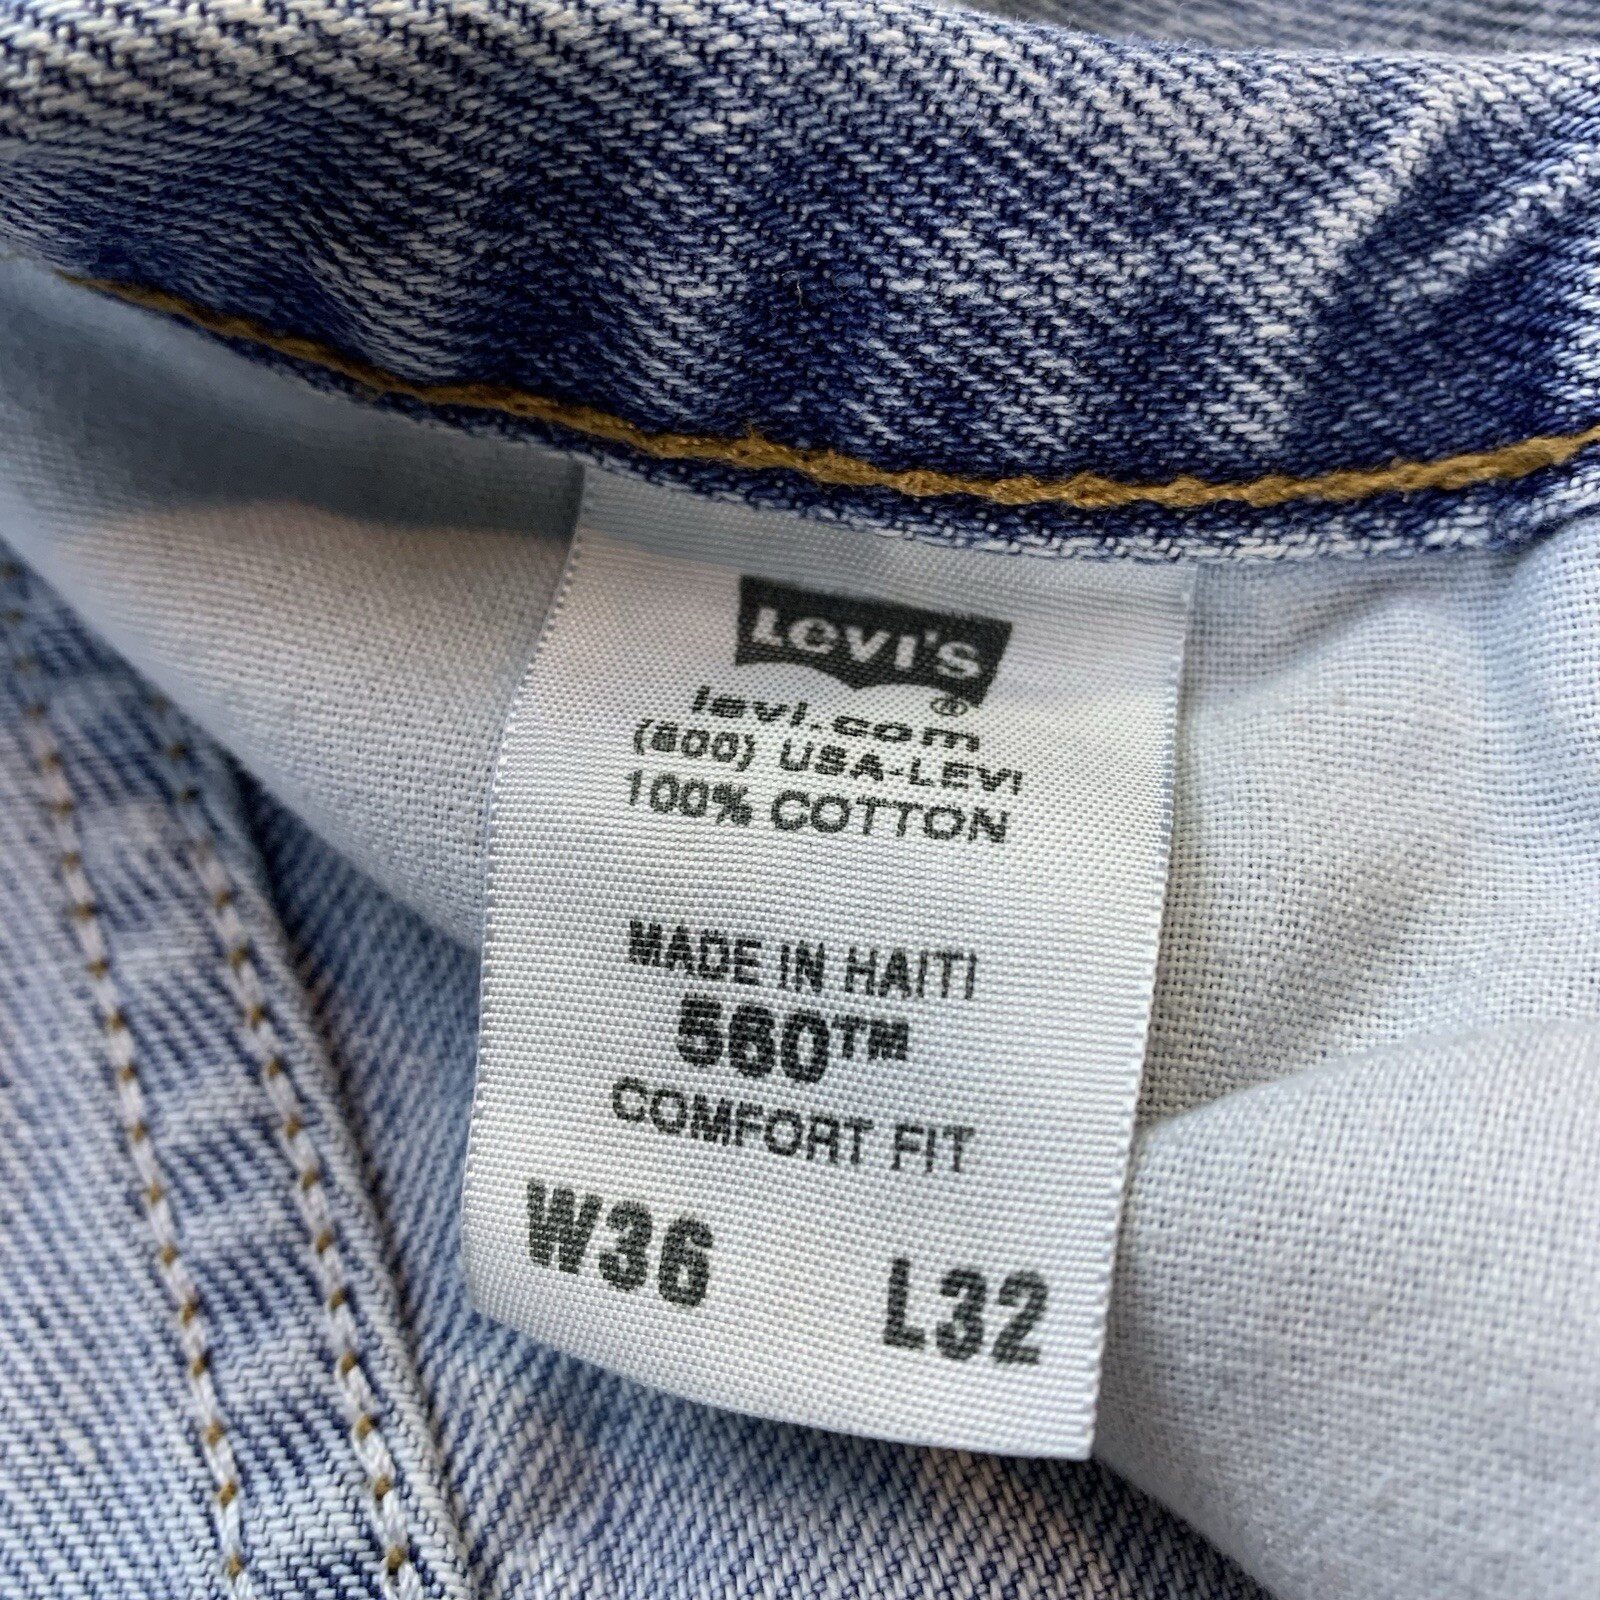 LEVI'S
®
levi.com
(800) USA-LEVI
100% COTTON
MADE IN HAITI
560™
COMFORT FIT
W36 L32